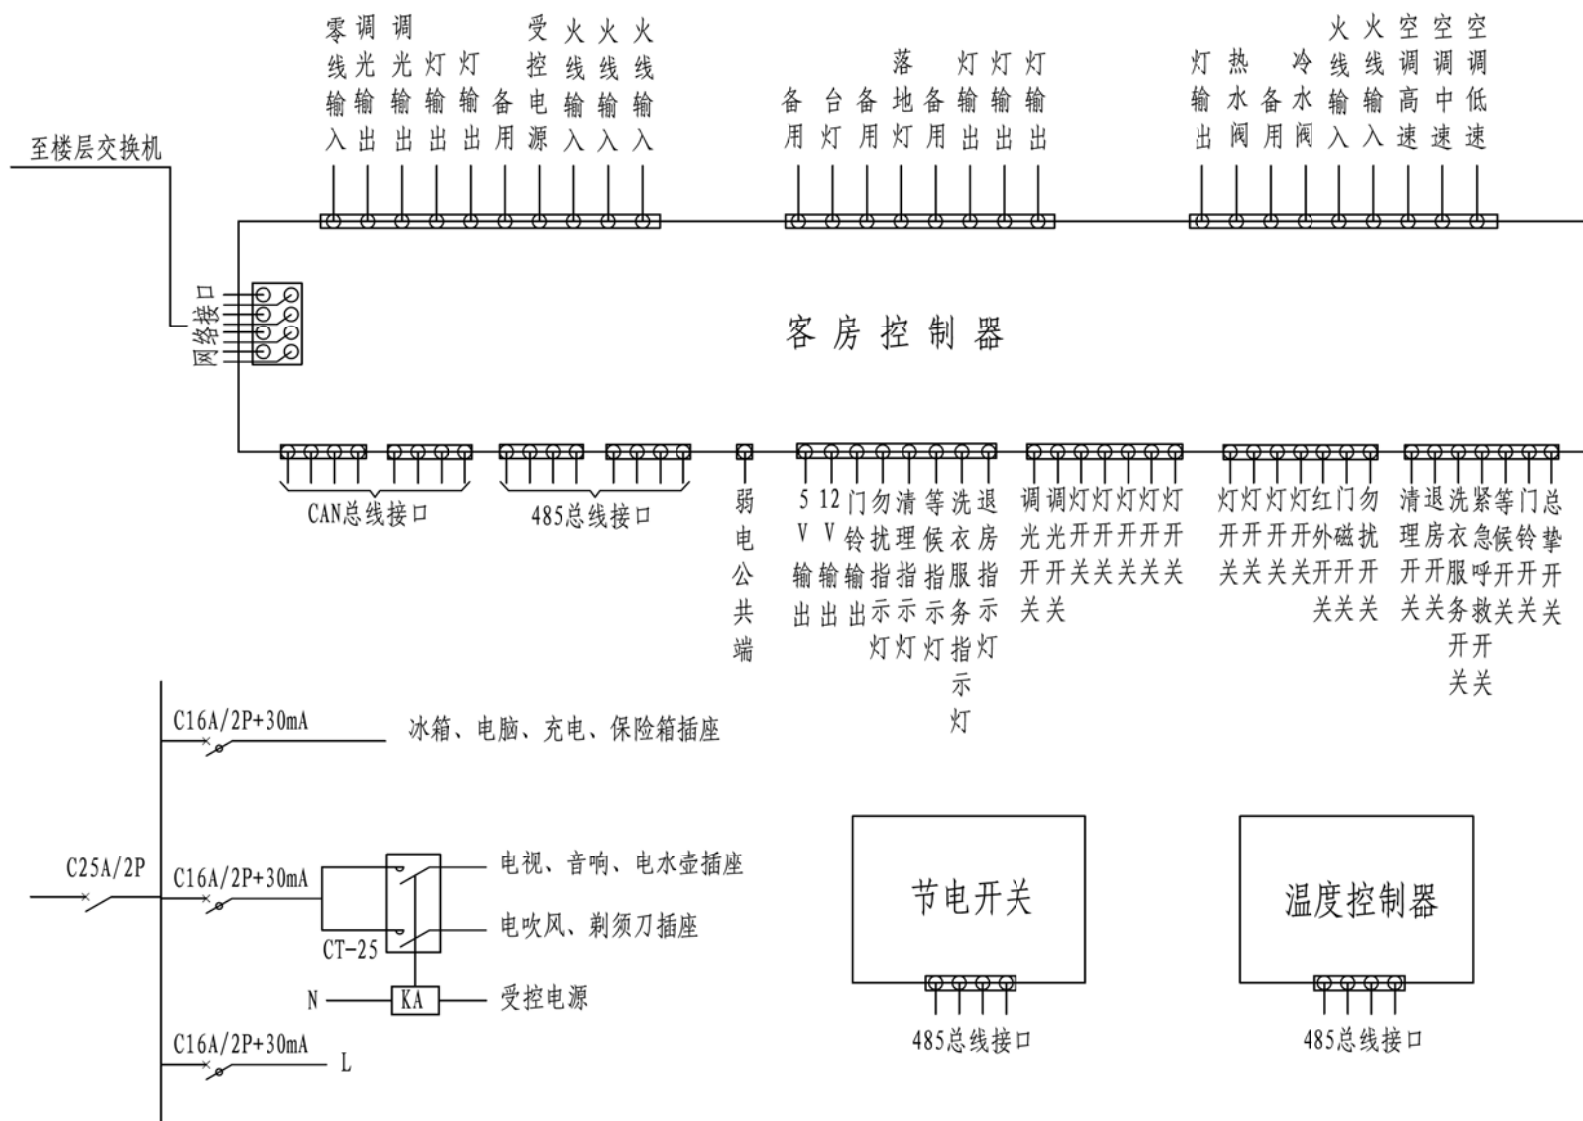 零线输入
调光输出
调光输出
灯输出
灯输出
备用
受控电源
火线输入
火线输入
火线输入
备用
台灯
备用
落地灯
备用
灯输出
灯输出
灯输出
灯输出
热水阀
备用
冷水阀
火线输入
火线输入
空调高速
空调中速
空调低速
至楼层交换机
网络接口
客房控制器
CAN总线接口
485总线接口
弱电公共端
5V输出
12V输出
门铃输出
勿扰指示灯
清理指示灯
等候指示灯
洗衣服务指示灯
退房指示灯
调光开关
调光开关
灯开关
灯开关
灯开关
灯开关
灯开关
灯开关
灯开关
灯开关
灯开关
红外开关
门磁开关
勿扰开关
清理开关
退房开关
洗衣服务开关
紧急呼救开关
等候开关
门铃开关
总挚开关
C16A/2P+30mA
冰箱、电脑、充电、保险箱插座
C25A/2P
C16A/2P+30mA
电视、音响、电水壶插座
电吹风、剃须刀插座
CT-25
N
KA
受控电源
C16A/2P+30mA
L
节电开关
485总线接口
温度控制器
485总线接口